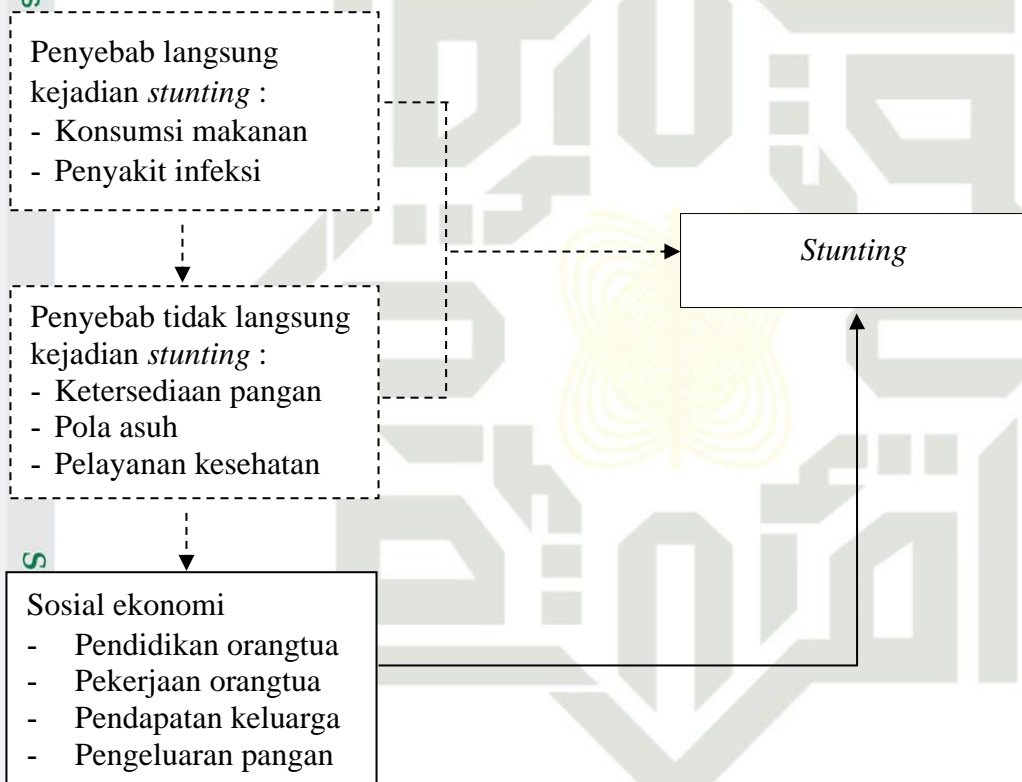 Penyebab langsung
kejadian stunting :
- Konsumsi makanan
- Penyakit infeksi
Stunting
Penyebab tidak langsung
kejadian stunting :
- Ketersediaan pangan
- Pola asuh
- Pelayanan kesehatan
Sosial ekonomi
- Pendidikan orangtua
- Pekerjaan orangtua
- Pendapatan keluarga
- Pengeluaran pangan